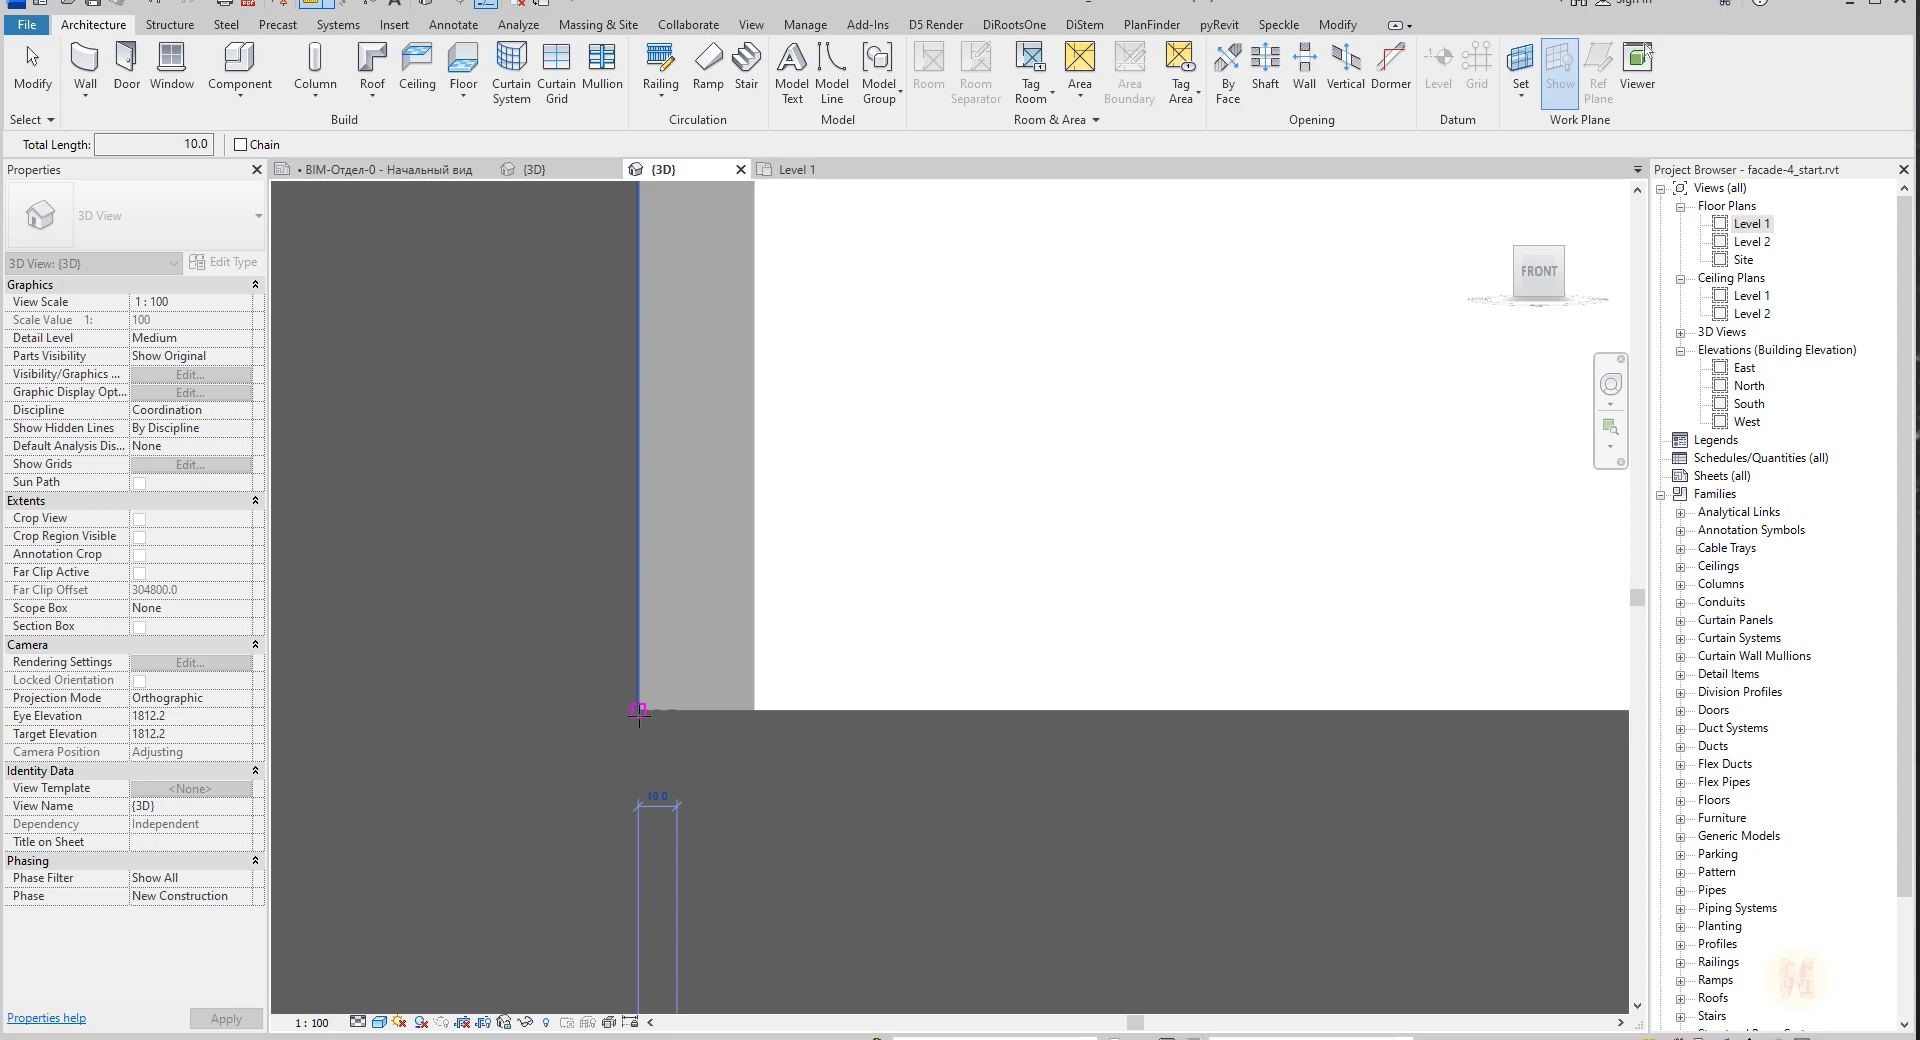 Sign In
File Architecture Structure Steel Precast Systems Insert Annotate Analyze Massing & Site Collaborate View Manage Add-Ins D5 Render DiRootsOne DiStem PlanFinder pyRevit Speckle Modify
Modify Wall Door Window Component Column Roof Ceiling Floor Curtain System Curtain Grid Mullion Railing Ramp Stair Model Text Model Line Model Group Room Room Separator Tag Room Area Area Boundary Tag Area By Face Shaft Wall Vertical Dormer Level Grid Set Show Ref Plane Viewer
Select Build Circulation Model Room & Area Opening Datum Work Plane
Total Length: 10.0 Chain
Properties
• BIM-Отдел-0 - Начальный вид {3D} {3D} Level 1
Project Browser - facade-4_start.rvt
3D View
3D View: {3D} Edit Type
Graphics
View Scale 1 : 100
Scale Value 1: 100
Detail Level Medium
Parts Visibility Show Original
Visibility/Graphics ... Edit...
Graphic Display Opt... Edit...
Discipline Coordination
Show Hidden Lines By Discipline
Default Analysis Dis... None
Show Grids Edit...
Sun Path
Extents
Crop View
Crop Region Visible
Annotation Crop
Far Clip Active
Far Clip Offset 304800.0
Scope Box None
Section Box
Camera
Rendering Settings Edit...
Locked Orientation
Projection Mode Orthographic
Eye Elevation 1812.2
Target Elevation 1812.2
Camera Position Adjusting
Identity Data
View Template <None>
View Name {3D}
Dependency Independent
Title on Sheet
Phasing
Phase Filter Show All
Phase New Construction
Properties help Apply
FRONT
10.0
1 : 100
Views (all)
Floor Plans
Level 1
Level 2
Site
Ceiling Plans
Level 1
Level 2
3D Views
Elevations (Building Elevation)
East
North
South
West
Legends
Schedules/Quantities (all)
Sheets (all)
Families
Analytical Links
Annotation Symbols
Cable Trays
Ceilings
Columns
Conduits
Curtain Panels
Curtain Systems
Curtain Wall Mullions
Detail Items
Division Profiles
Doors
Duct Systems
Ducts
Flex Ducts
Flex Pipes
Floors
Furniture
Generic Models
Parking
Pattern
Pipes
Piping Systems
Planting
Profiles
Railings
Ramps
Roofs
Stairs